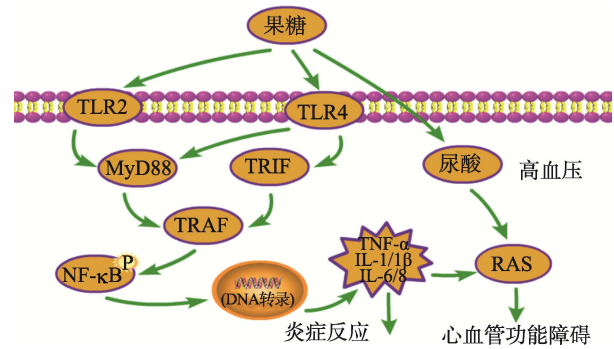 果糖
TLR2
TLR4
MyD88
TRIF
尿酸
高血压
TRAF
NF-κB
P
(DNA转录)
TNF-α
IL-1/1β
IL-6/8
RAS
炎症反应
心血管功能障碍